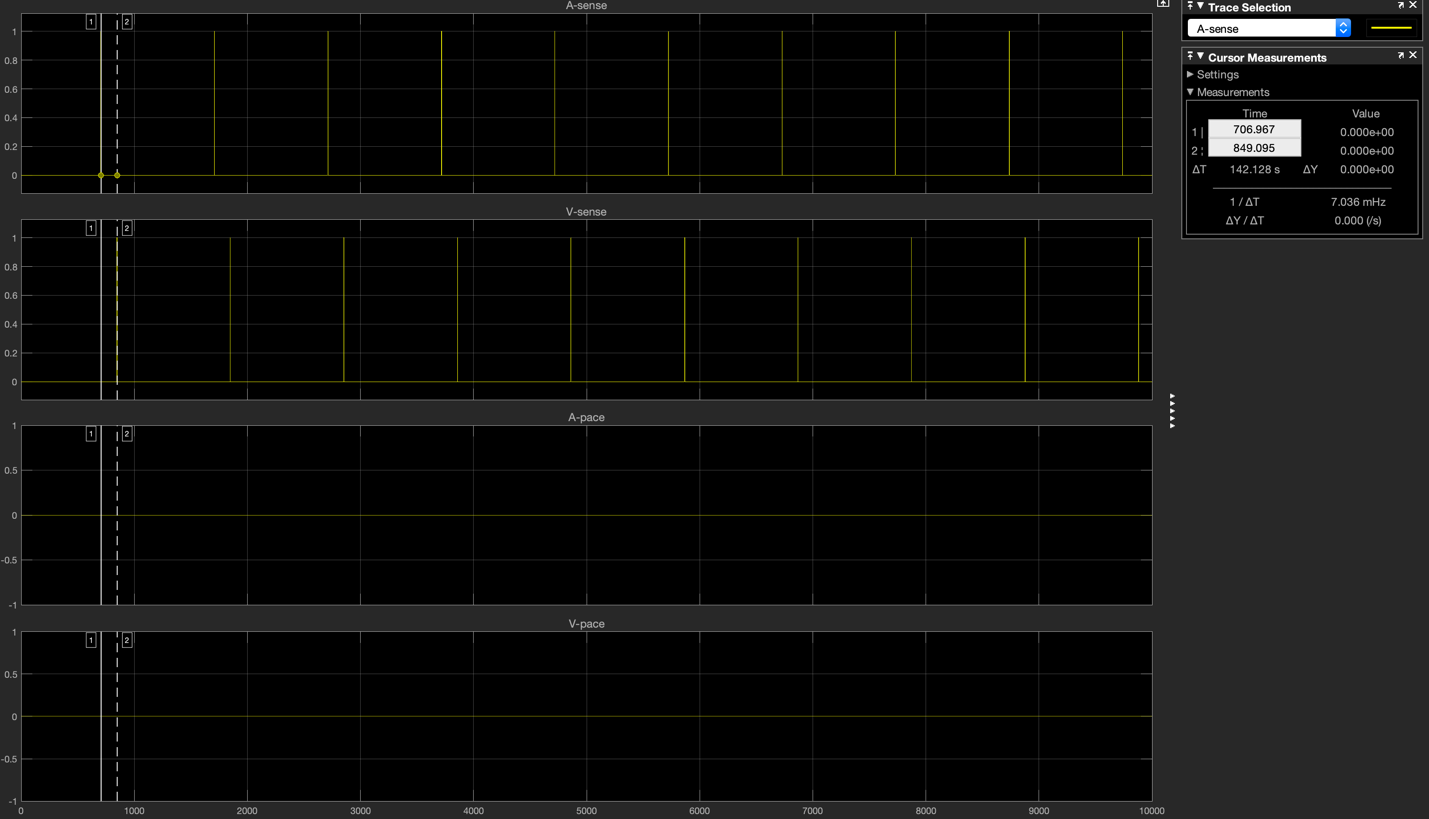 A-sense
1 2
1
0.8
0.6
0.4
0.2
0
V-sense
1 2
1
0.8
0.6
0.4
0.2
0
A-pace
1 2
1
0.5
0
-0.5
-1
V-pace
1 2
1
0.5
0
-0.5
-1
0 1000 2000 3000 4000 5000 6000 7000 8000 9000 10000
Trace Selection
A-sense
Cursor Measurements
Settings
Measurements
Time Value
1 | 706.967 0.000e+00
2 ¦ 849.095 0.000e+00
ΔT 142.128 s ΔY 0.000e+00
1 / ΔT 7.036 mHz
ΔY / ΔT 0.000 (/s)